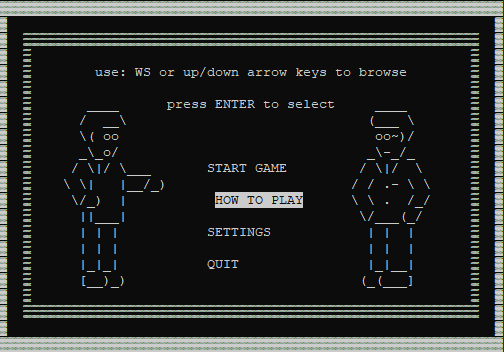 use: WS or up/down arrow keys to browse
press ENTER to select
START GAME
HOW TO PLAY
SETTINGS
QUIT